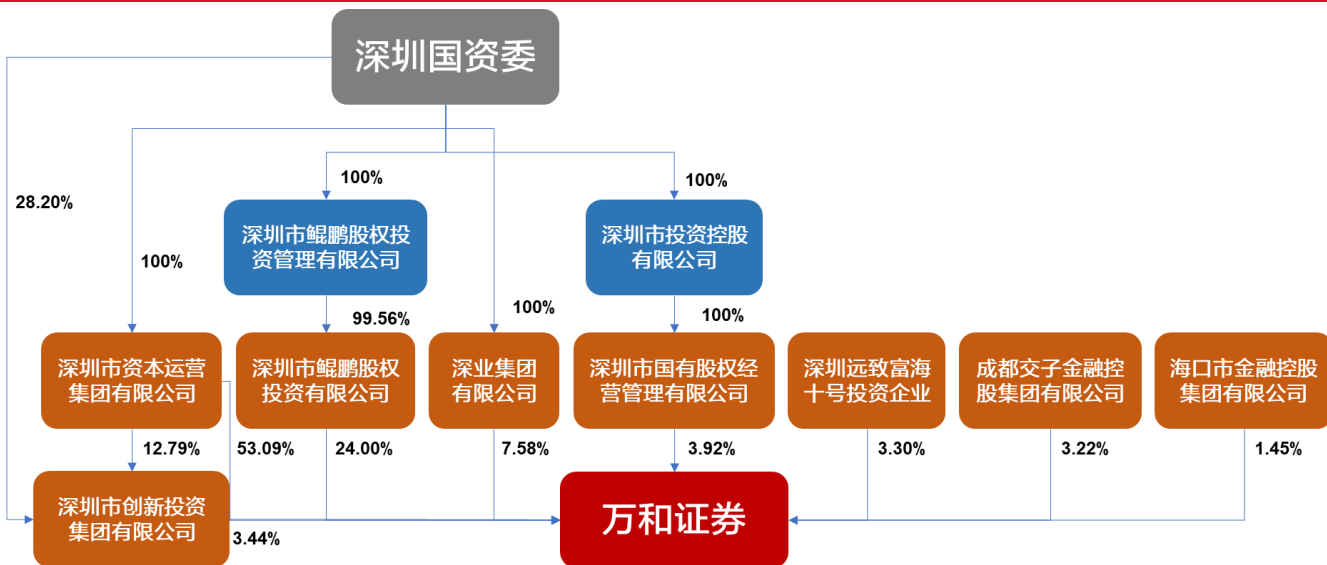 深圳国资委
100%
100%
28.20%
深圳市鲲鹏股权投
资管理有限公司
深圳市投资控股
有限公司
100%
99.56%
100%
100%
深圳市资本运营
集团有限公司
深圳市鲲鹏股权
投资有限公司
深业集团
有限公司
深圳市国有股权经
营管理有限公司
深圳远致富海
十号投资企业
成都交子金融控
股集团有限公司
海口市金融控股
集团有限公司
12.79%
53.09%
24.00%
7.58%
3.92%
3.30%
3.22%
1.45%
深圳市创新投资
集团有限公司
3.44%
万和证券